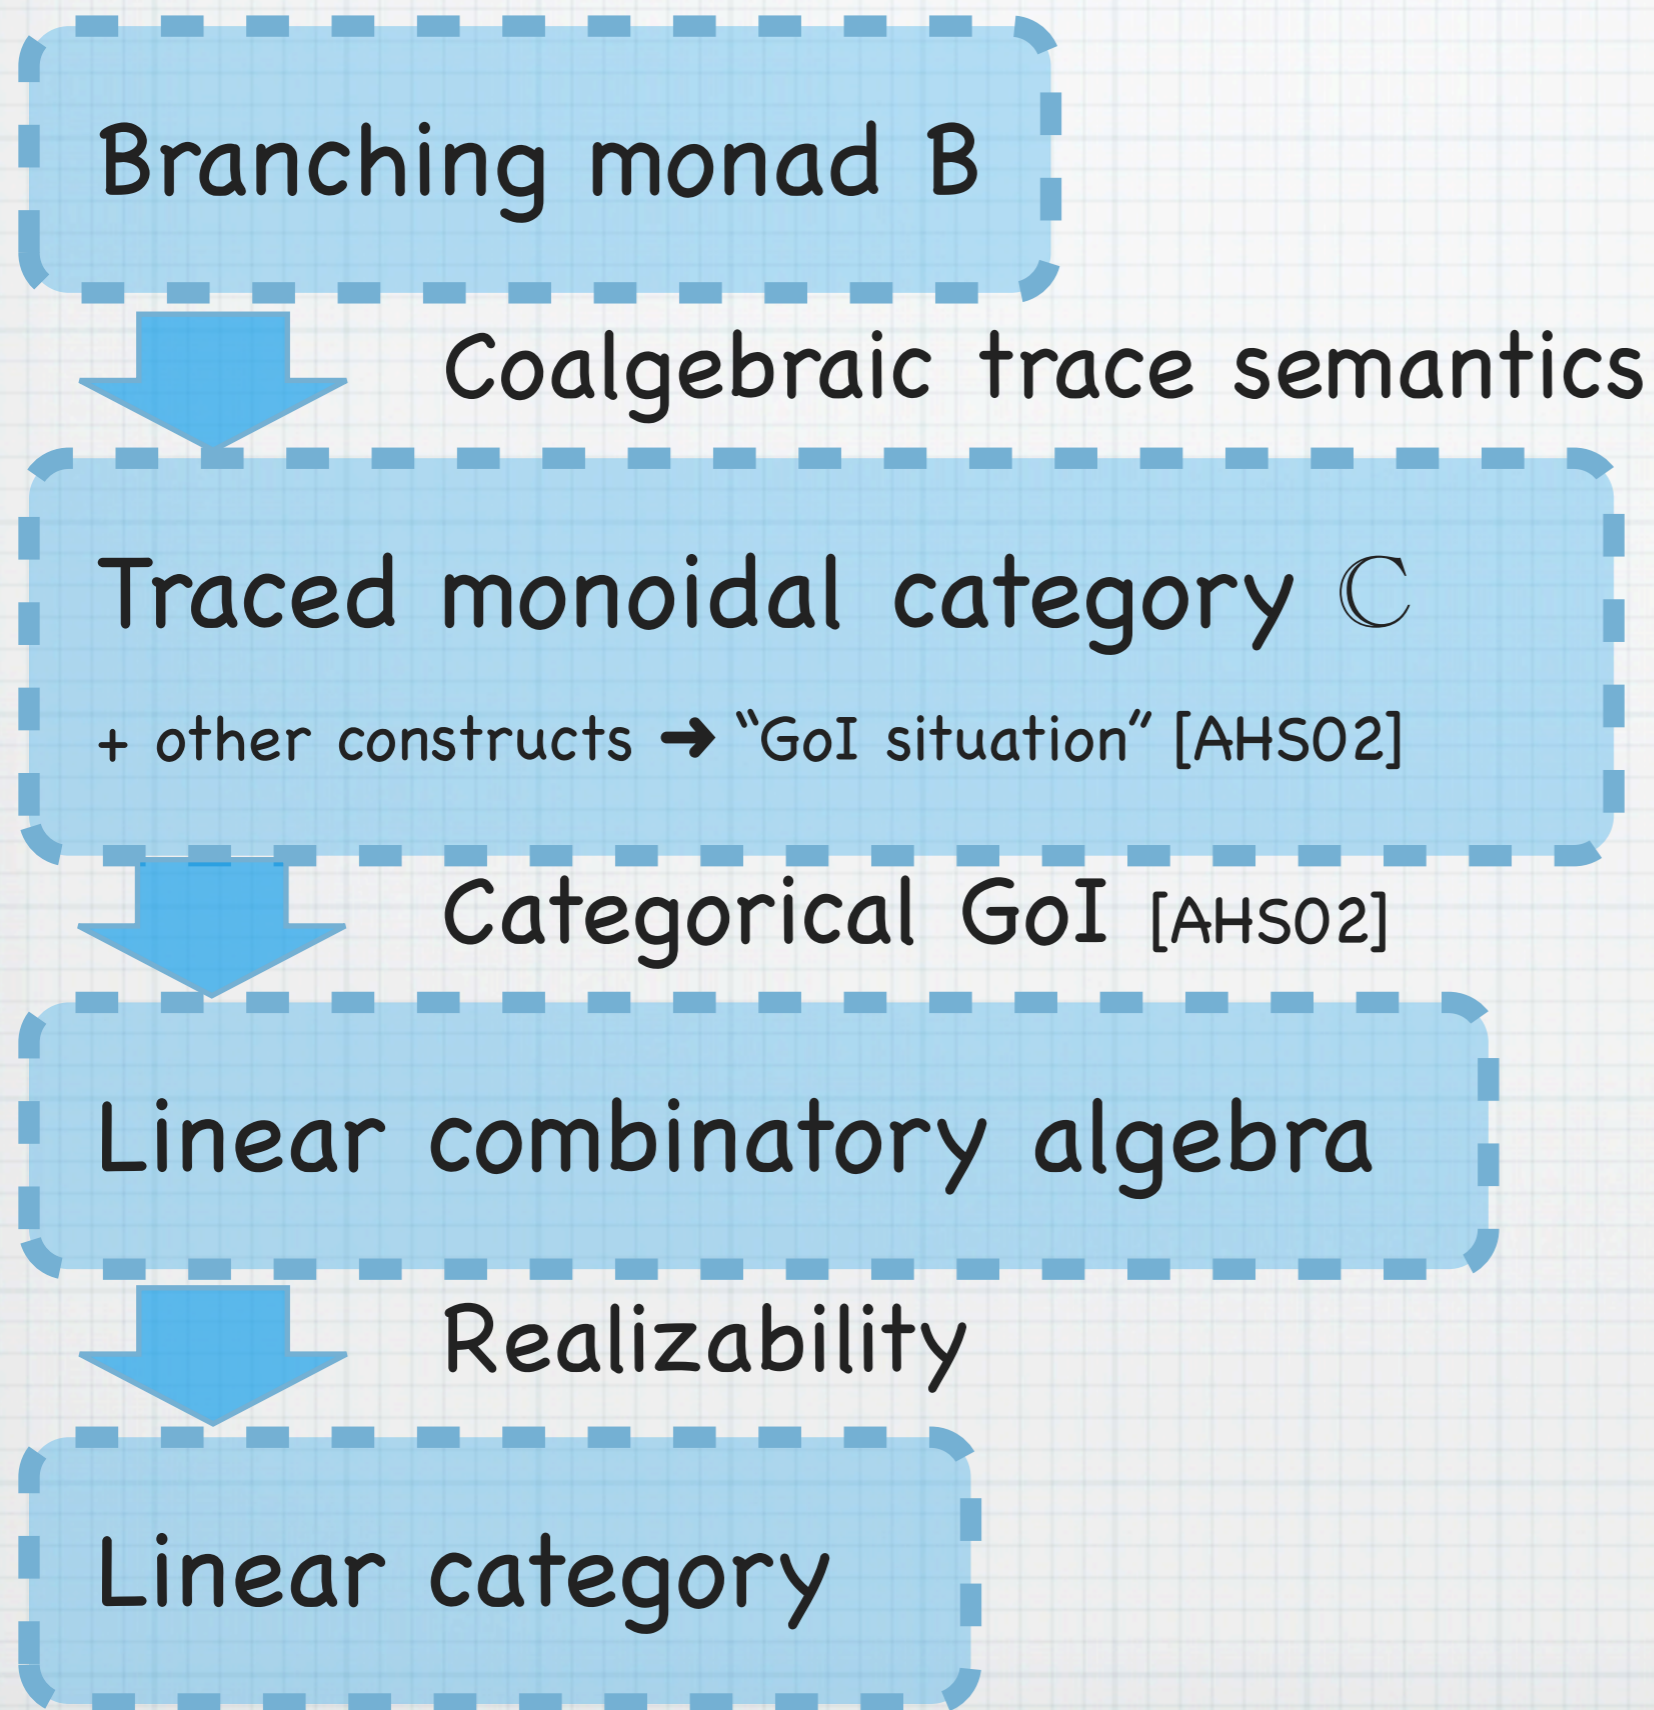 Branching monad B
Coalgebraic trace semantics
Traced monoidal category ℂ
+ other constructs ➜ “GoI situation” [AHS02]
Categorical GoI [AHS02]
Linear combinatory algebra
Realizability
Linear category